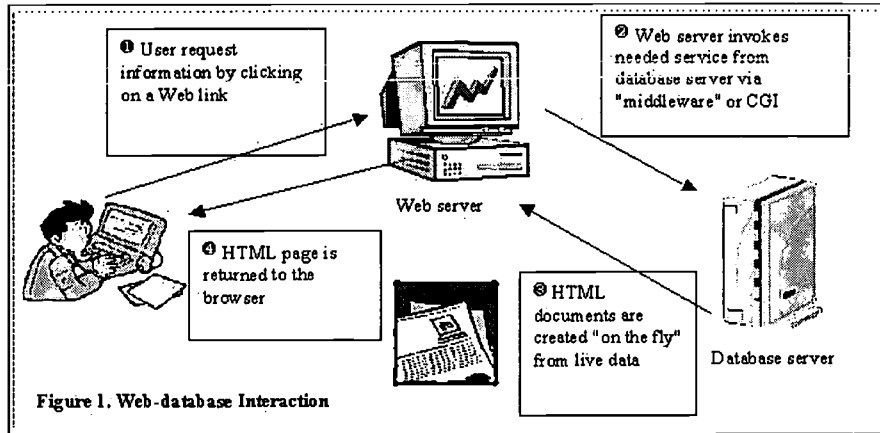 ❶ User request
information by clicking
on a Web link
❷ Web server invokes
needed service from
database server via
"middleware" or CGI
Web server
❹ HTML page is
returned to the
browser
❸ HTML
documents are
created "on the fly"
from live data
Database server
Figure 1. Web-database Interaction